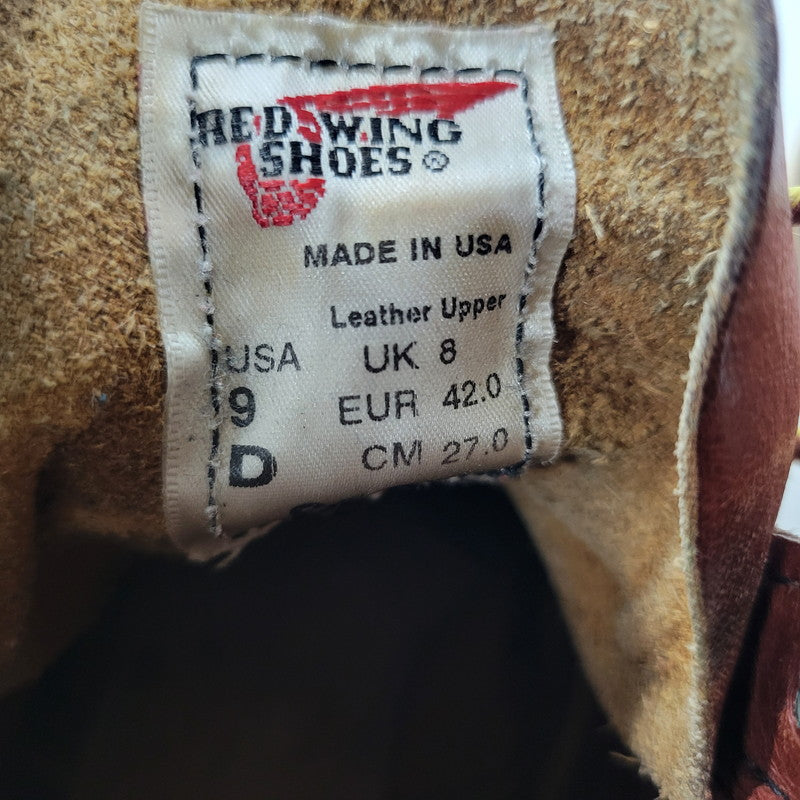 RED WING
SHOES®
MADE IN USA
Leather Upper
USA UK 8
9 EUR 42.0
D CM 27.0